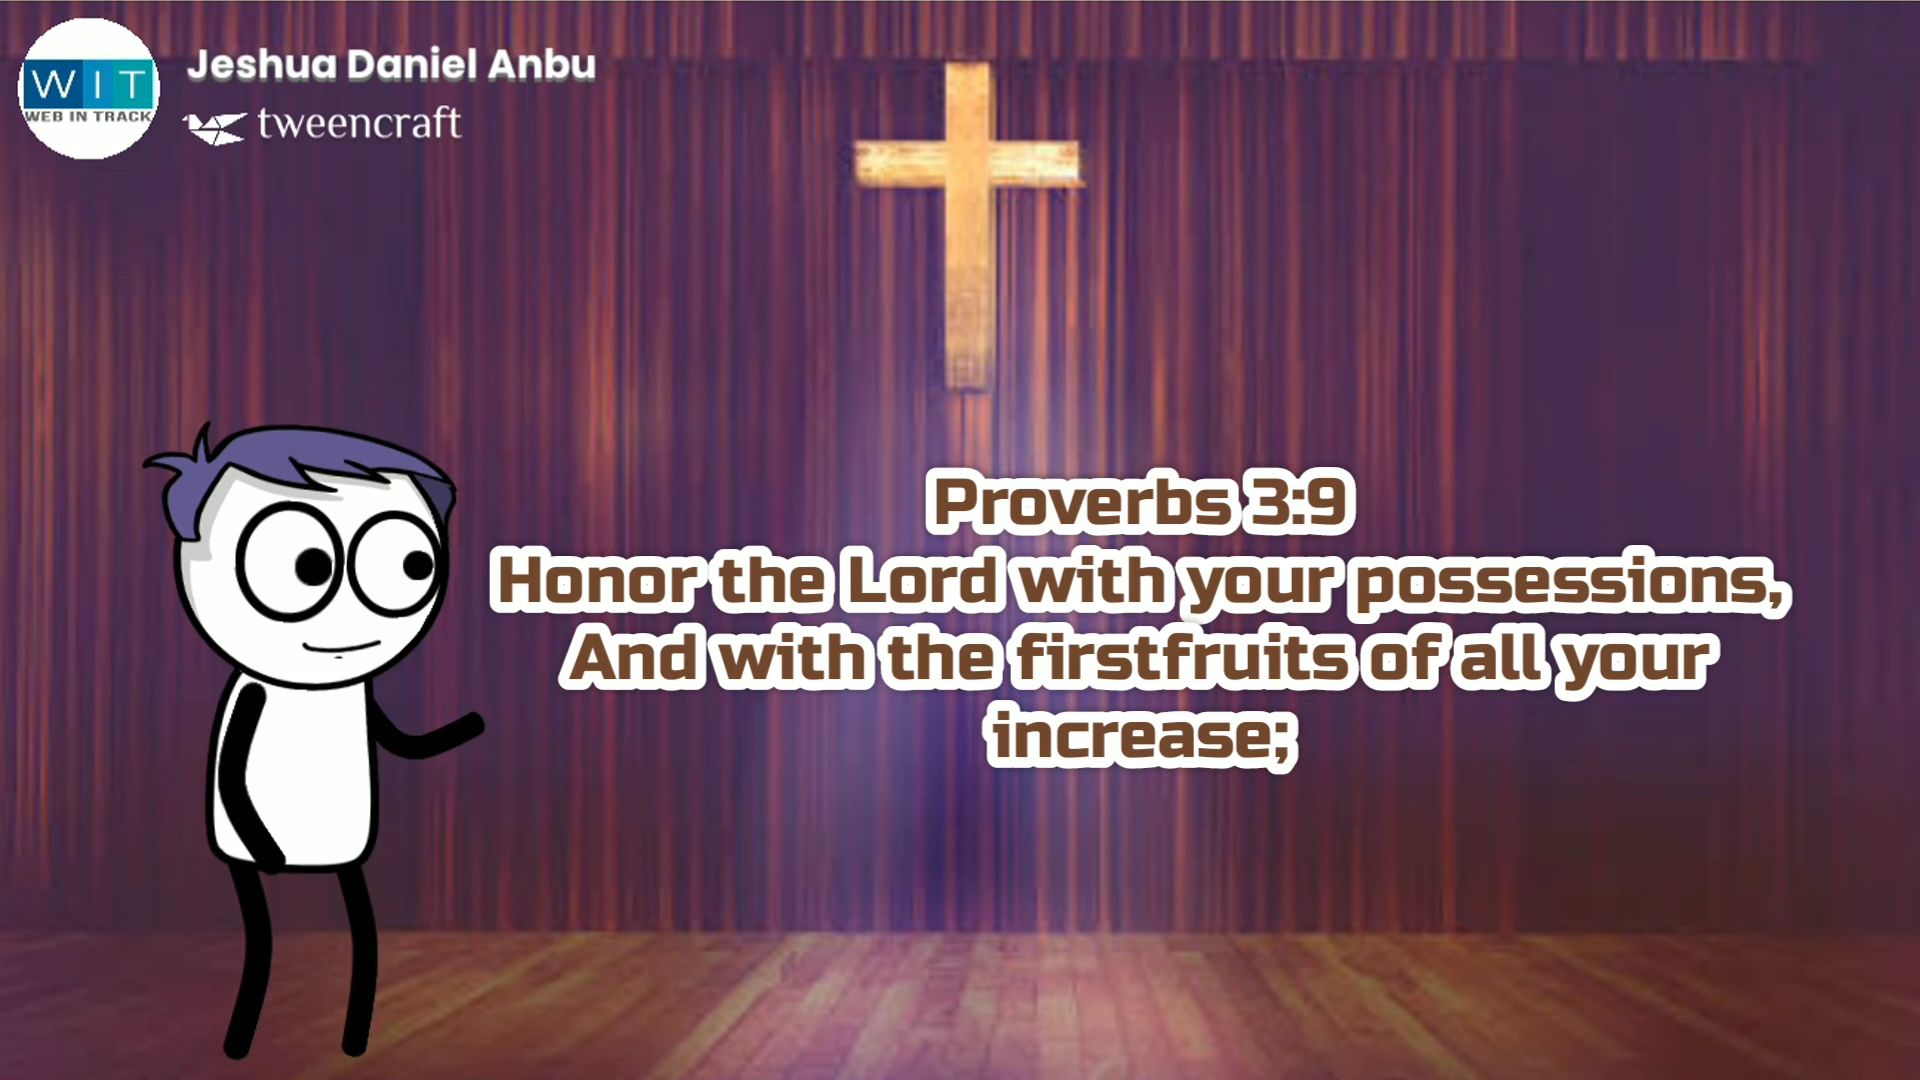 WIT
WEB IN TRACK
Jeshua Daniel Anbu
tweencraft
Proverbs 3:9
Honor the Lord with your possessions,
And with the firstfruits of all your
increase;